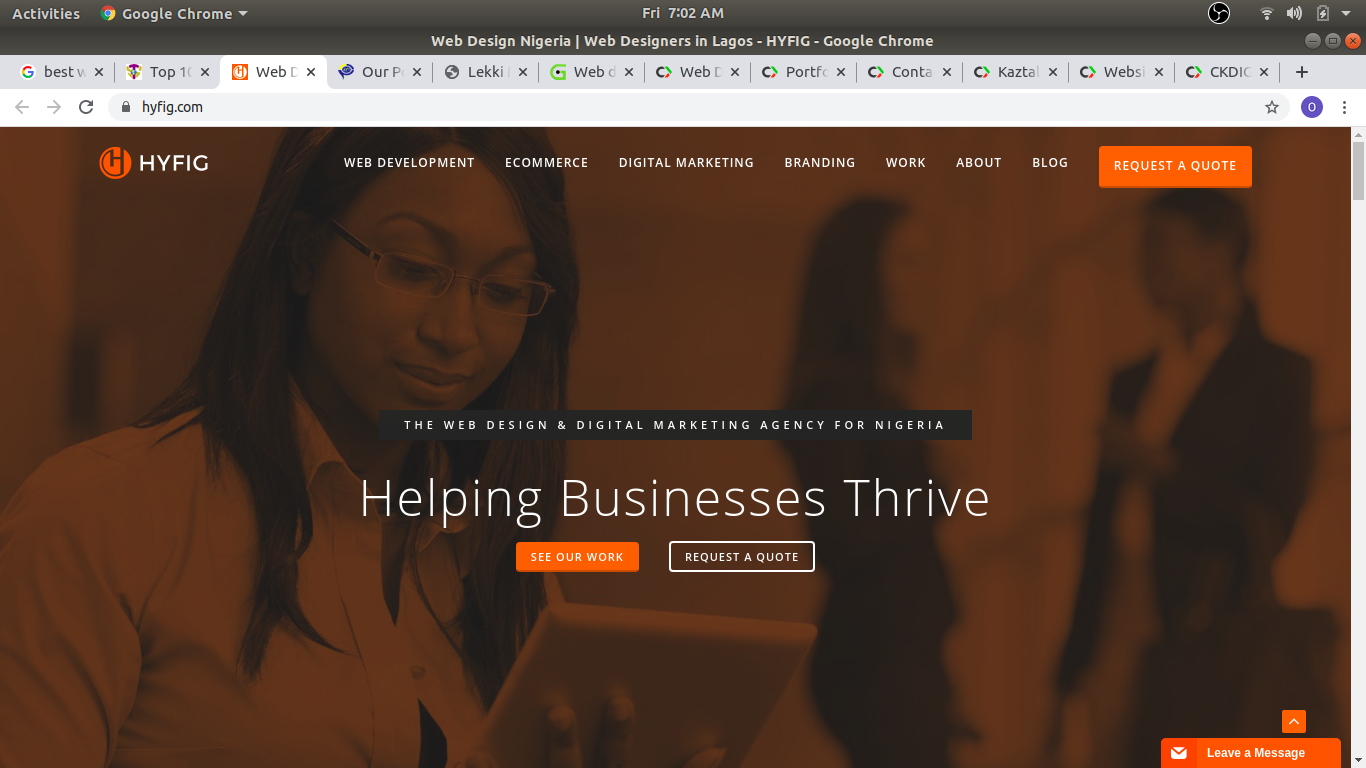 Activities Google Chrome Fri 7:02 AM
Web Design Nigeria | Web Designers in Lagos - HYFIG - Google Chrome
best w Top 10 Web D Our Po Lekki Web d Web D Portfo Conta Kaztal Websi CKDIG
hyfig.com O
HYFIG WEB DEVELOPMENT ECOMMERCE DIGITAL MARKETING BRANDING WORK ABOUT BLOG REQUEST A QUOTE
THE WEB DESIGN & DIGITAL MARKETING AGENCY FOR NIGERIA
Helping Businesses Thrive
SEE OUR WORK REQUEST A QUOTE
Leave a Message